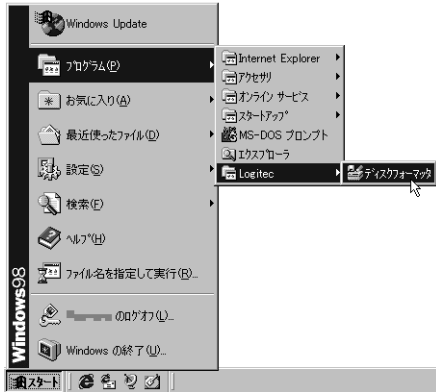 Windows Update
ﾌﾟﾛｸﾞﾗﾑ(P)
お気に入り(A)
最近使ったﾌｧｲﾙ(D)
設定(S)
検索(F)
ﾍﾙﾌﾟ(H)
ﾌｧｲﾙ名を指定して実行(R)...
のﾛｸﾞｵﾌ(L)...
Windows の終了(U)...
Windows98
スタート
Internet Explorer
ｱｸｾｻﾘ
ｵﾝﾗｲﾝ ｻｰﾋﾞｽ
ｽﾀｰﾄｱｯﾌﾟ
MS-DOS プロンプト
ｴｸｽﾌﾟﾛｰﾗ
Logitec
ﾃﾞｨｽｸﾌｫｰﾏｯﾀ